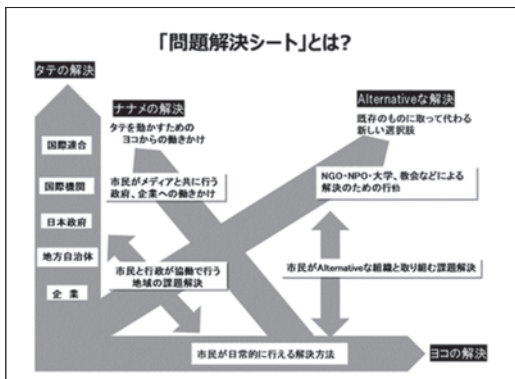 「問題解決シート」とは?
タテの解決
ナナメの解決
タテを動かすための
ヨコからの働きかけ
Alternativeな解決
既存のものに取って代わる
新しい選択肢
国際連合
国際機関
日本政府
地方自治体
企業
市民がメディアと共に行う
政府、企業への働きかけ
NGO・NPO・大学、教会などによる
解決のための行動
市民と行政が協働で行う
地域の課題解決
市民がAlternativeな組織と取り組む課題解決
市民が日常的に行える解決方法
ヨコの解決